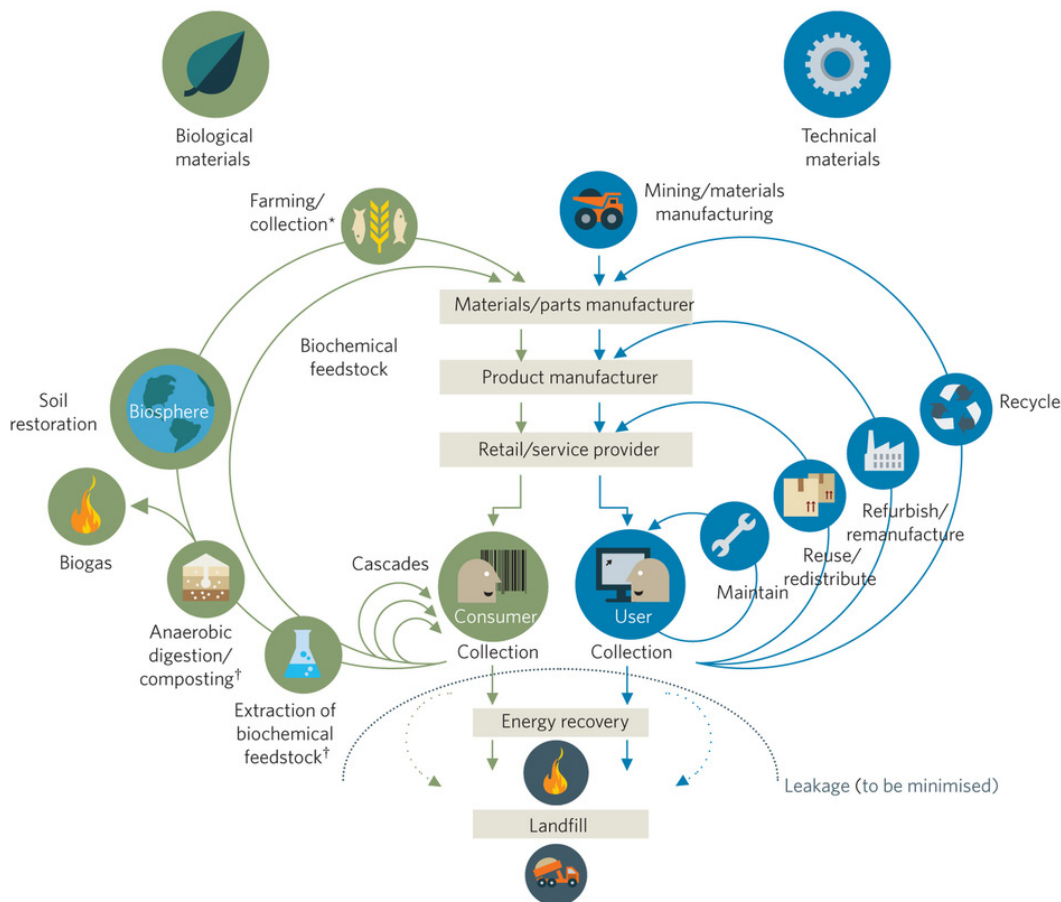 Biological
materials
Technical
materials
Farming/
collection*
Mining/materials
manufacturing
Materials/parts manufacturer
Biochemical
feedstock
Product manufacturer
Soil
restoration
Biosphere
Recycle
Retail/service provider
Refurbish/
remanufacture
Biogas
Reuse/
redistribute
Cascades
Maintain
Consumer
User
Anaerobic
digestion/
composting†
Collection
Collection
Extraction of
biochemical
feedstock†
Energy recovery
Leakage (to be minimised)
Landfill